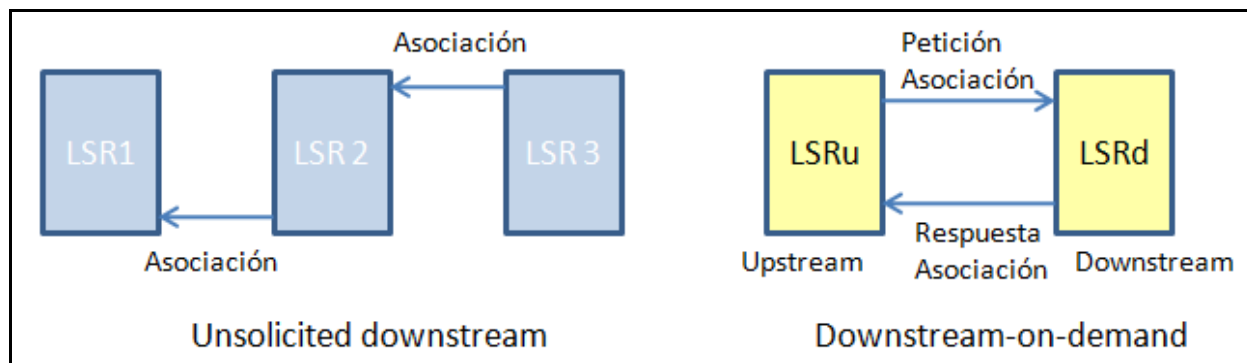 Asociación
LSR1
LSR 2
LSR 3
Asociación
Unsolicited downstream
Petición
Asociación
LSRu
LSRd
Respuesta
Asociación
Upstream
Downstream
Downstream-on-demand